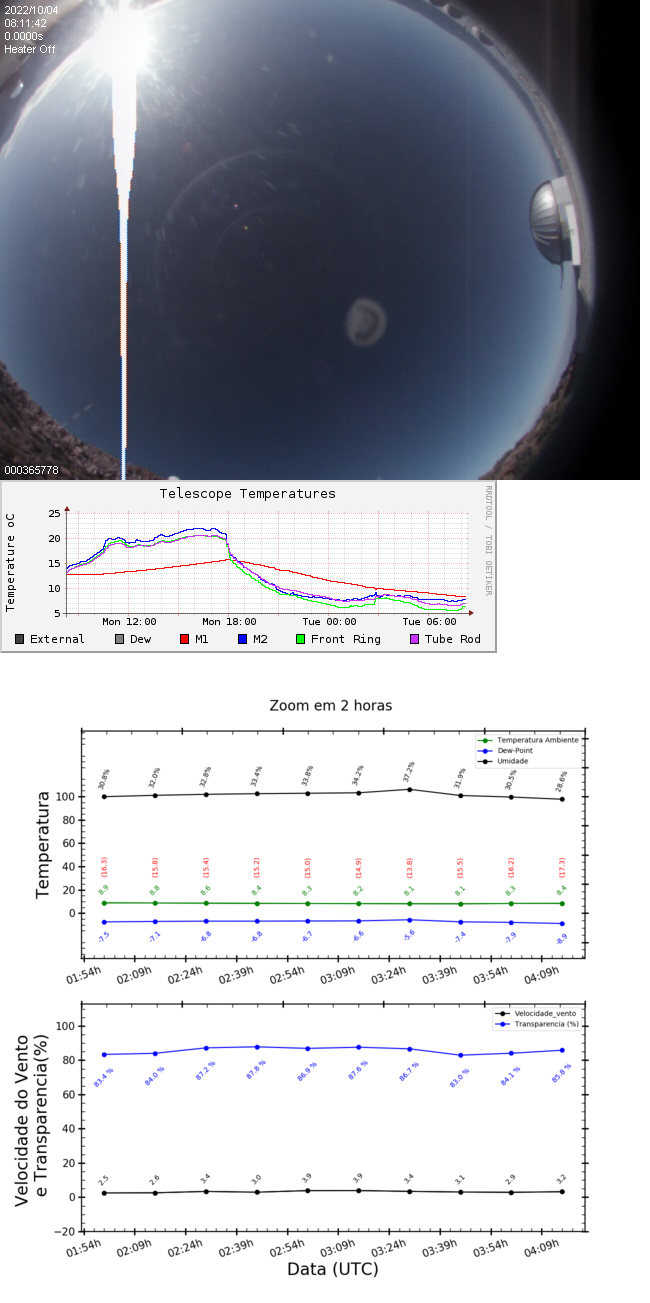 2022/10/04
08:11:42
0.0000s
Heater Off
000365778
Telescope Temperatures
RRDTOOL / TOBI OETIKER
Temperature oC
25
20
15
10
5
Mon 12:00 Mon 18:00 Tue 00:00 Tue 06:00
External Dew M1 M2 Front Ring Tube Rod
Zoom em 2 horas
Temperatura Ambiente
Dew-Point
Umidade
Temperatura
100
80
60
40
20
0
30.8% 32.0% 32.8% 33.4% 33.8% 34.2% 37.2% 31.9% 30.5% 28.6%
(16.3) (15.8) (15.4) (15.2) (15.0) (14.9) (13.8) (15.5) (16.2) (17.3)
8.9 8.8 8.6 8.4 8.3 8.2 8.1 8.1 8.3 8.4
-7.5 -7.1 -6.8 -6.8 -6.7 -6.6 -5.6 -7.4 -7.9 -8.9
01:54h 02:09h 02:24h 02:39h 02:54h 03:09h 03:24h 03:39h 03:54h 04:09h
Velocidade_vento
Transparencia (%)
Velocidade do Vento
e Transparencia(%)
100
80
60
40
20
0
−20
83.4 % 84.0 % 87.2 % 87.8 % 86.9 % 87.6 % 86.7 % 83.0 % 84.1 % 85.8 %
2.5 2.6 3.4 3.0 3.9 3.9 3.4 3.1 2.9 3.2
01:54h 02:09h 02:24h 02:39h 02:54h 03:09h 03:24h 03:39h 03:54h 04:09h
Data (UTC)